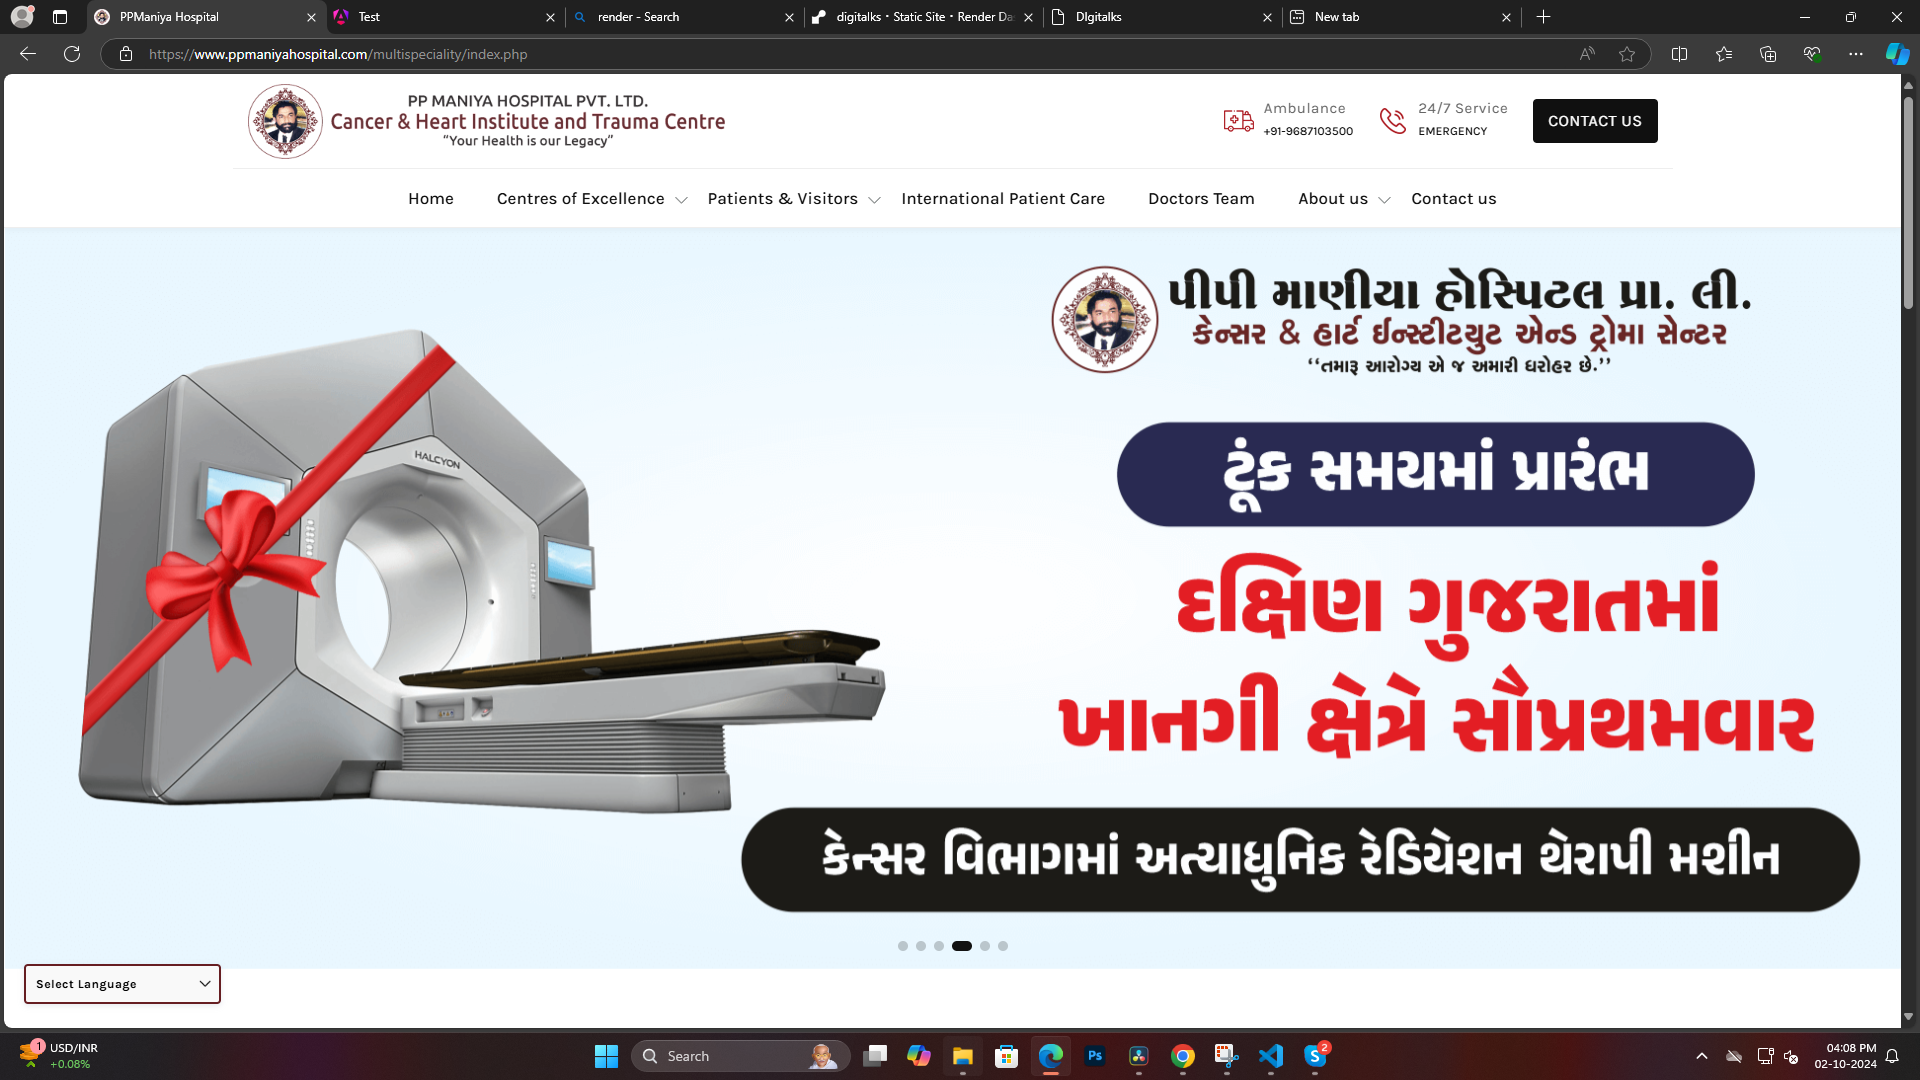 PPManiya Hospital
Test
render - Search
digitalks · Static Site · Render Da
DIgitalks
New tab
https://www.ppmaniyahospital.com/multispeciality/index.php
PP MANIYA HOSPITAL PVT. LTD.
Cancer & Heart Institute and Trauma Centre
“Your Health is our Legacy”
Ambulance
+91-9687103500
24/7 Service
EMERGENCY
CONTACT US
Home
Centres of Excellence
Patients & Visitors
International Patient Care
Doctors Team
About us
Contact us
પીપી માણીયા હોસ્પિટલ પ્રા. લી.
કેન્સર & હાર્ટ ઈન્સ્ટીટયુટ એન્ડ ટ્રોમા સેન્ટર
‘‘તમારૂ આરોગ્ય એ જ અમારી ધરોહર છે.’’
ટૂંક સમયમાં પ્રારંભ
દક્ષિણ ગુજરાતમાં
ખાનગી ક્ષેત્રે સૌપ્રથમવાર
HALCYON
કેન્સર વિભાગમાં અત્યાધુનિક રેડિયેશન થેરાપી મશીન
Select Language
1
USD/INR
+0.08%
Search
Ps
S
2
04:08 PM
02-10-2024